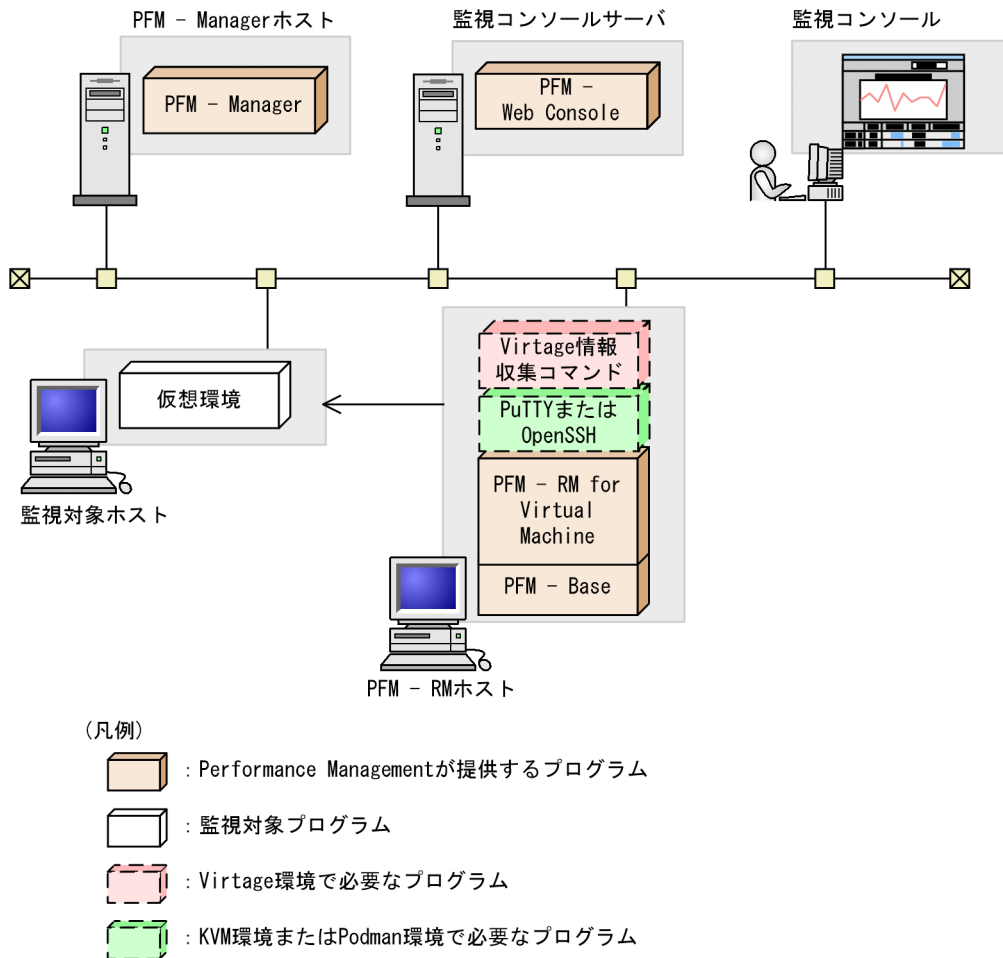 PFM - Managerホスト
監視コンソールサーバ
監視コンソール
PFM - Manager
PFM -
Web Console
Virtage情報
収集コマンド
PuTTYまたは
OpenSSH
PFM - RM for
Virtual
Machine
PFM - Base
仮想環境
監視対象ホスト
PFM - RMホスト
(凡例)
：Performance Managementが提供するプログラム
：監視対象プログラム
：Virtage環境で必要なプログラム
：KVM環境またはPodman環境で必要なプログラム